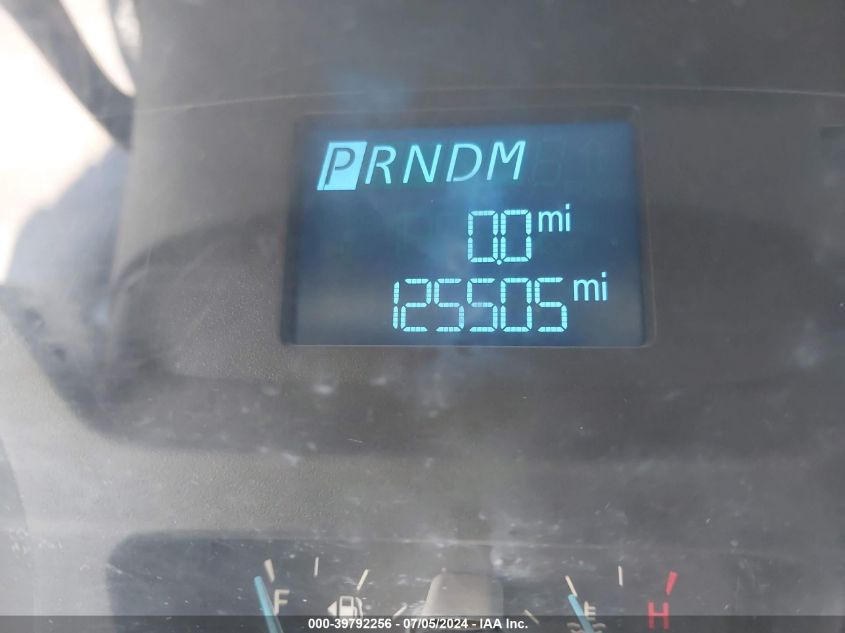 PRNDM
0.0 mi
125505 mi
F H
000-39792256 - 07/05/2024 - IAA Inc.